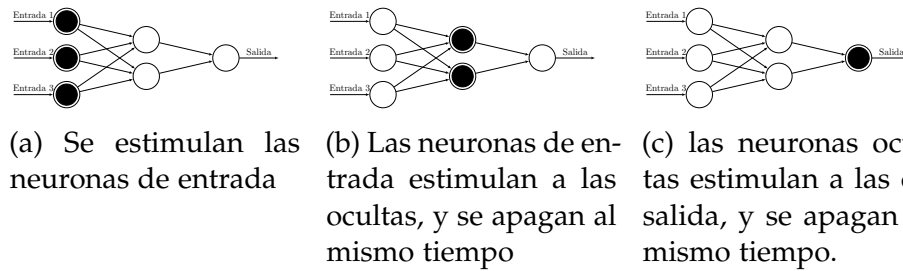 Entrada 1
Entrada 2
Salida
Entrada 3
Entrada 1
Entrada 2
Salida
Entrada 3
Entrada 1
Entrada 2
Salida
Entrada 3
(a) Se estimulan las
neuronas de entrada
(b) Las neuronas de en-
trada estimulan a las
ocultas, y se apagan al
mismo tiempo
(c) las neuronas
tas estimulan a las
salida, y se apagan
mismo tiempo.